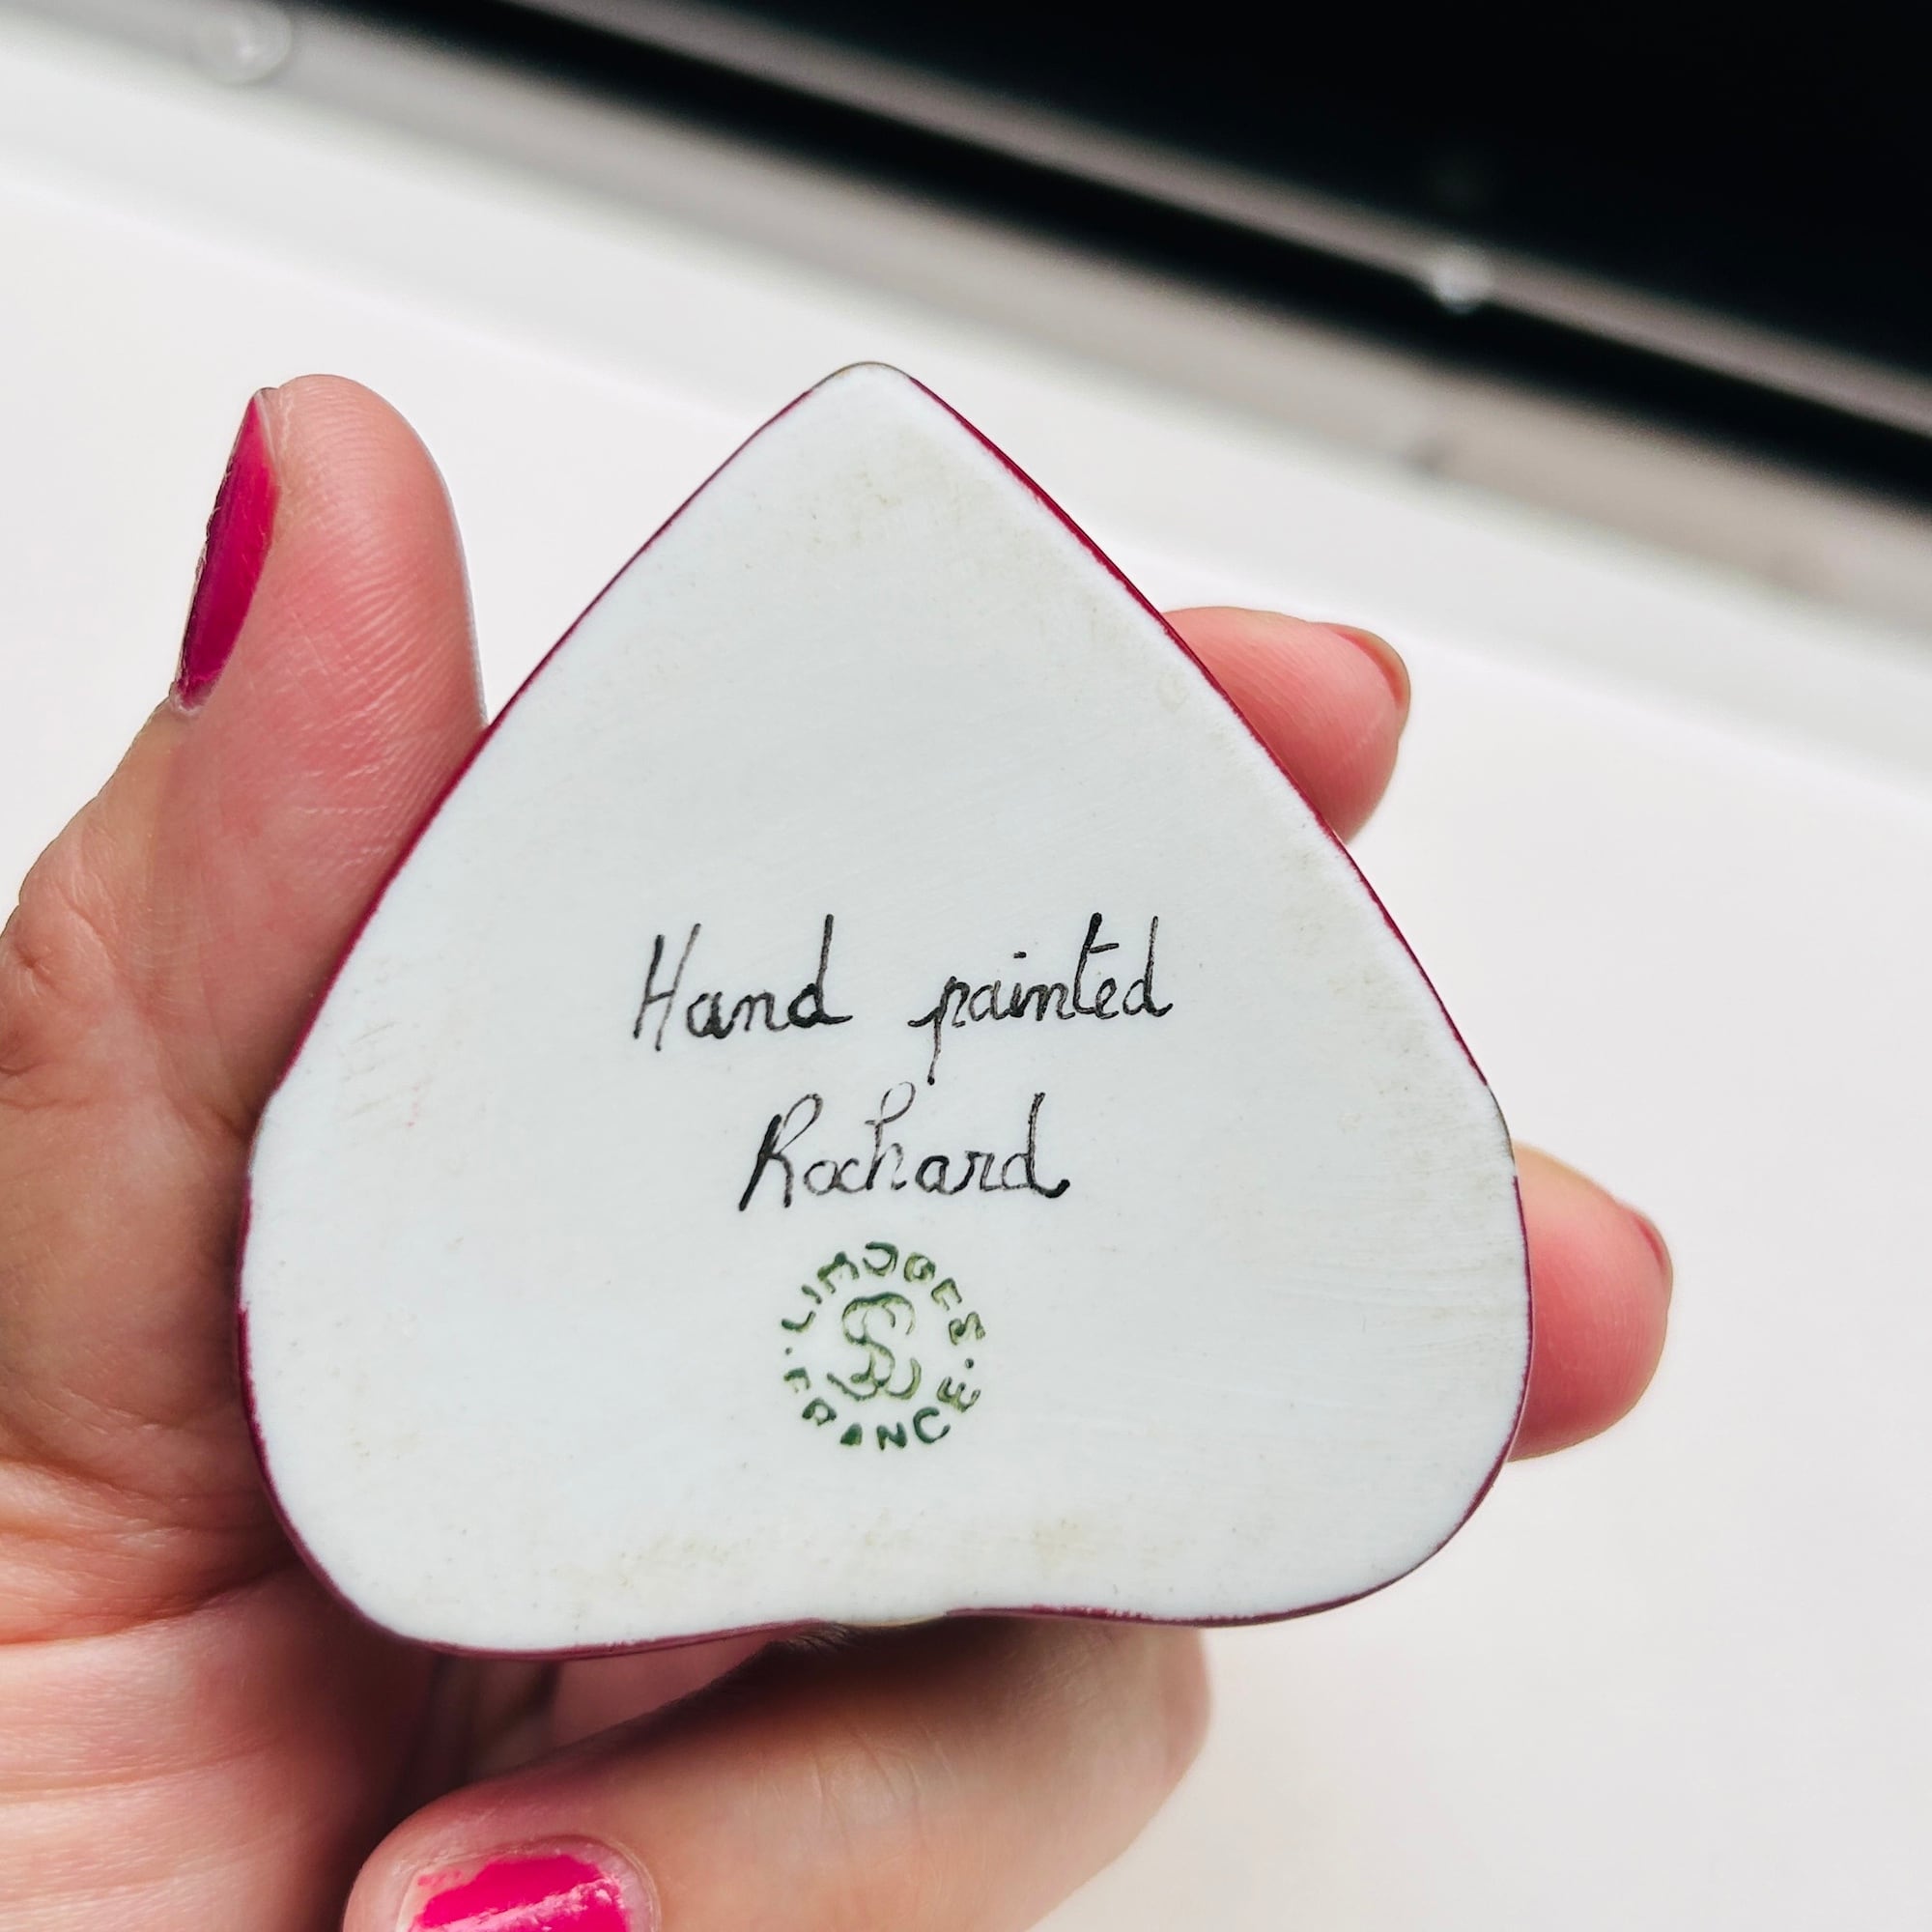 Hand painted
Rochard
LIMOGES
FRANCE